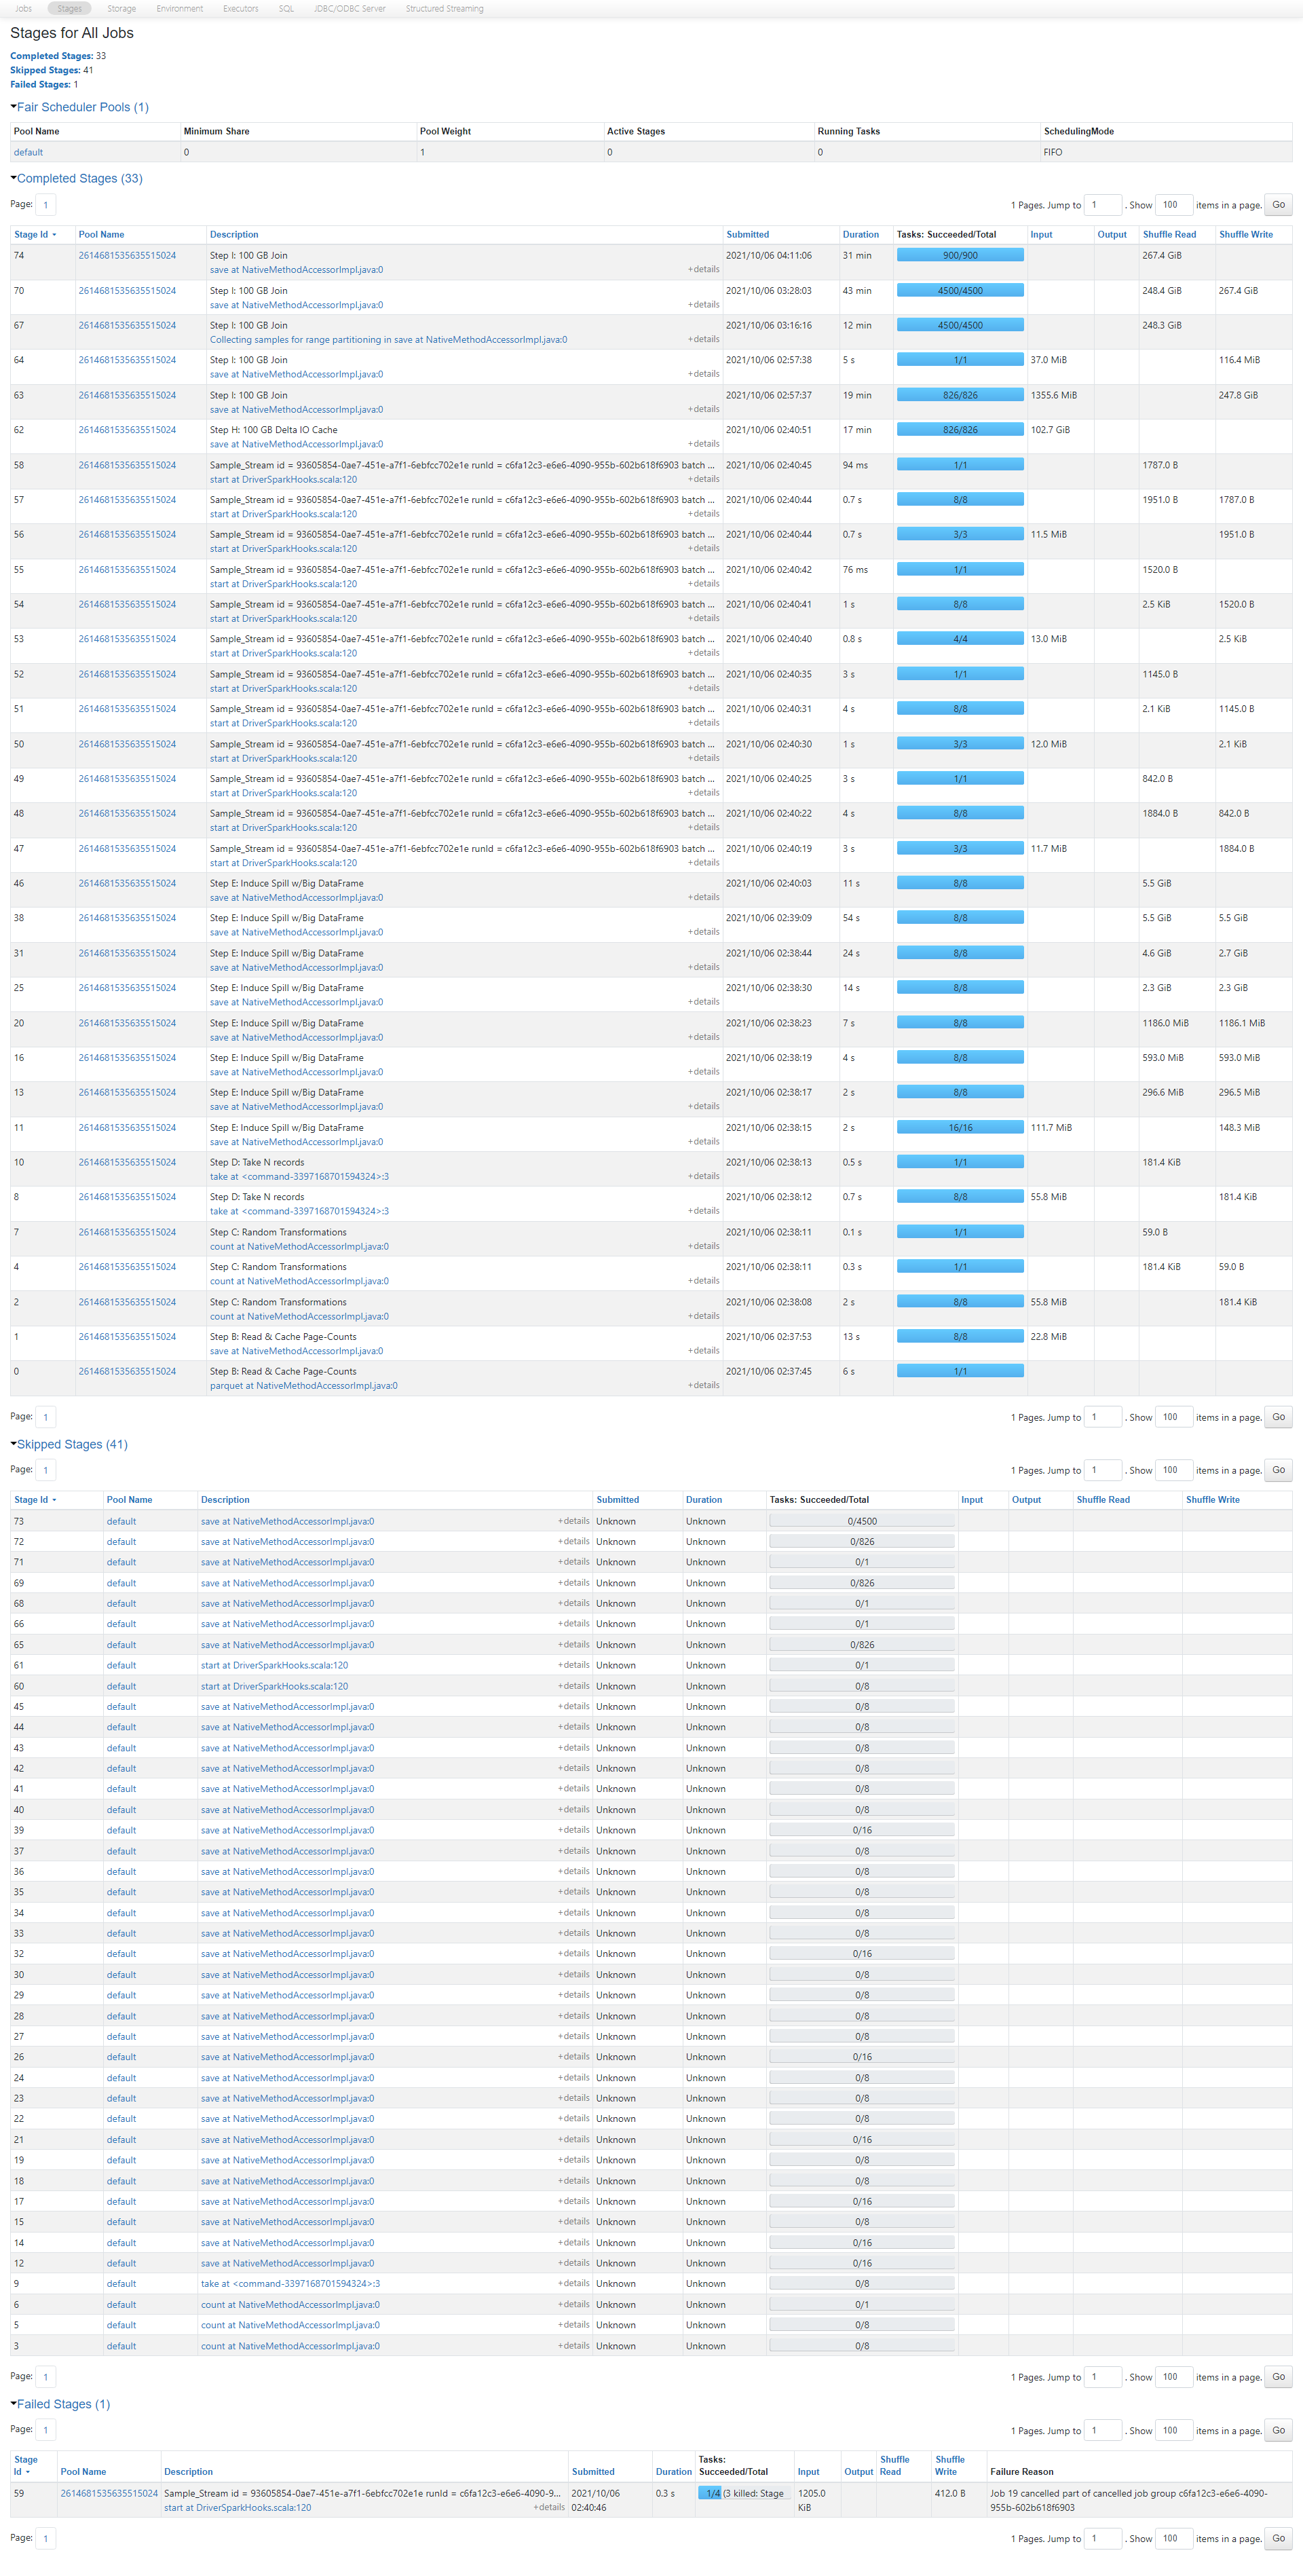 Jobs Stages Storage Environment Executors SQL JDBC/ODBC Server Structured Streaming
Stages for All Jobs
Completed Stages: 33
Skipped Stages: 41
Failed Stages: 1
Fair Scheduler Pools (1)
Pool Name Minimum Share Pool Weight Active Stages Running Tasks SchedulingMode
default 0 1 0 0 FIFO
Completed Stages (33)
Page: 1 1 Pages. Jump to 1 . Show 100 items in a page. Go
Stage Id Pool Name Description Submitted Duration Tasks: Succeeded/Total Input Output Shuffle Read Shuffle Write
74 2614681535635515024 Step I: 100 GB Join 2021/10/06 04:11:06 31 min 900/900 267.4 GiB
save at NativeMethodAccessorImpl.java:0 +details
70 2614681535635515024 Step I: 100 GB Join 2021/10/06 03:28:03 43 min 4500/4500 248.4 GiB 267.4 GiB
save at NativeMethodAccessorImpl.java:0 +details
67 2614681535635515024 Step I: 100 GB Join 2021/10/06 03:16:16 12 min 4500/4500 248.3 GiB
Collecting samples for range partitioning in save at NativeMethodAccessorImpl.java:0 +details
64 2614681535635515024 Step I: 100 GB Join 2021/10/06 02:57:38 5 s 1/1 37.0 MiB 116.4 MiB
save at NativeMethodAccessorImpl.java:0 +details
63 2614681535635515024 Step I: 100 GB Join 2021/10/06 02:57:37 19 min 826/826 1355.6 MiB 247.8 GiB
save at NativeMethodAccessorImpl.java:0 +details
62 2614681535635515024 Step H: 100 GB Delta IO Cache 2021/10/06 02:40:51 17 min 826/826 102.7 GiB
save at NativeMethodAccessorImpl.java:0 +details
58 2614681535635515024 Sample_Stream id = 93605854-0ae7-451e-a7f1-6ebfcc702e1e runId = c6fa12c3-e6e6-4090-955b-602b618f6903 batch ... 2021/10/06 02:40:45 94 ms 1/1 1787.0 B
start at DriverSparkHooks.scala:120 +details
57 2614681535635515024 Sample_Stream id = 93605854-0ae7-451e-a7f1-6ebfcc702e1e runId = c6fa12c3-e6e6-4090-955b-602b618f6903 batch ... 2021/10/06 02:40:44 0.7 s 8/8 1951.0 B 1787.0 B
start at DriverSparkHooks.scala:120 +details
56 2614681535635515024 Sample_Stream id = 93605854-0ae7-451e-a7f1-6ebfcc702e1e runId = c6fa12c3-e6e6-4090-955b-602b618f6903 batch ... 2021/10/06 02:40:44 0.7 s 3/3 11.5 MiB 1951.0 B
start at DriverSparkHooks.scala:120 +details
55 2614681535635515024 Sample_Stream id = 93605854-0ae7-451e-a7f1-6ebfcc702e1e runId = c6fa12c3-e6e6-4090-955b-602b618f6903 batch ... 2021/10/06 02:40:42 76 ms 1/1 1520.0 B
start at DriverSparkHooks.scala:120 +details
54 2614681535635515024 Sample_Stream id = 93605854-0ae7-451e-a7f1-6ebfcc702e1e runId = c6fa12c3-e6e6-4090-955b-602b618f6903 batch ... 2021/10/06 02:40:41 1 s 8/8 2.5 KiB 1520.0 B
start at DriverSparkHooks.scala:120 +details
53 2614681535635515024 Sample_Stream id = 93605854-0ae7-451e-a7f1-6ebfcc702e1e runId = c6fa12c3-e6e6-4090-955b-602b618f6903 batch ... 2021/10/06 02:40:40 0.8 s 4/4 13.0 MiB 2.5 KiB
start at DriverSparkHooks.scala:120 +details
52 2614681535635515024 Sample_Stream id = 93605854-0ae7-451e-a7f1-6ebfcc702e1e runId = c6fa12c3-e6e6-4090-955b-602b618f6903 batch ... 2021/10/06 02:40:35 3 s 1/1 1145.0 B
start at DriverSparkHooks.scala:120 +details
51 2614681535635515024 Sample_Stream id = 93605854-0ae7-451e-a7f1-6ebfcc702e1e runId = c6fa12c3-e6e6-4090-955b-602b618f6903 batch ... 2021/10/06 02:40:31 4 s 8/8 2.1 KiB 1145.0 B
start at DriverSparkHooks.scala:120 +details
50 2614681535635515024 Sample_Stream id = 93605854-0ae7-451e-a7f1-6ebfcc702e1e runId = c6fa12c3-e6e6-4090-955b-602b618f6903 batch ... 2021/10/06 02:40:30 1 s 3/3 12.0 MiB 2.1 KiB
start at DriverSparkHooks.scala:120 +details
49 2614681535635515024 Sample_Stream id = 93605854-0ae7-451e-a7f1-6ebfcc702e1e runId = c6fa12c3-e6e6-4090-955b-602b618f6903 batch ... 2021/10/06 02:40:25 3 s 1/1 842.0 B
start at DriverSparkHooks.scala:120 +details
48 2614681535635515024 Sample_Stream id = 93605854-0ae7-451e-a7f1-6ebfcc702e1e runId = c6fa12c3-e6e6-4090-955b-602b618f6903 batch ... 2021/10/06 02:40:22 4 s 8/8 1884.0 B 842.0 B
start at DriverSparkHooks.scala:120 +details
47 2614681535635515024 Sample_Stream id = 93605854-0ae7-451e-a7f1-6ebfcc702e1e runId = c6fa12c3-e6e6-4090-955b-602b618f6903 batch ... 2021/10/06 02:40:19 3 s 3/3 11.7 MiB 1884.0 B
start at DriverSparkHooks.scala:120 +details
46 2614681535635515024 Step E: Induce Spill w/Big DataFrame 2021/10/06 02:40:03 11 s 8/8 5.5 GiB
save at NativeMethodAccessorImpl.java:0 +details
38 2614681535635515024 Step E: Induce Spill w/Big DataFrame 2021/10/06 02:39:09 54 s 8/8 5.5 GiB 5.5 GiB
save at NativeMethodAccessorImpl.java:0 +details
31 2614681535635515024 Step E: Induce Spill w/Big DataFrame 2021/10/06 02:38:44 24 s 8/8 4.6 GiB 2.7 GiB
save at NativeMethodAccessorImpl.java:0 +details
25 2614681535635515024 Step E: Induce Spill w/Big DataFrame 2021/10/06 02:38:30 14 s 8/8 2.3 GiB 2.3 GiB
save at NativeMethodAccessorImpl.java:0 +details
20 2614681535635515024 Step E: Induce Spill w/Big DataFrame 2021/10/06 02:38:23 7 s 8/8 1186.0 MiB 1186.1 MiB
save at NativeMethodAccessorImpl.java:0 +details
16 2614681535635515024 Step E: Induce Spill w/Big DataFrame 2021/10/06 02:38:19 4 s 8/8 593.0 MiB 593.0 MiB
save at NativeMethodAccessorImpl.java:0 +details
13 2614681535635515024 Step E: Induce Spill w/Big DataFrame 2021/10/06 02:38:17 2 s 8/8 296.6 MiB 296.5 MiB
save at NativeMethodAccessorImpl.java:0 +details
11 2614681535635515024 Step E: Induce Spill w/Big DataFrame 2021/10/06 02:38:15 2 s 16/16 111.7 MiB 148.3 MiB
save at NativeMethodAccessorImpl.java:0 +details
10 2614681535635515024 Step D: Take N records 2021/10/06 02:38:13 0.5 s 1/1 181.4 KiB
take at <command-3397168701594324>:3 +details
8 2614681535635515024 Step D: Take N records 2021/10/06 02:38:12 0.7 s 8/8 55.8 MiB 181.4 KiB
take at <command-3397168701594324>:3 +details
7 2614681535635515024 Step C: Random Transformations 2021/10/06 02:38:11 0.1 s 1/1 59.0 B
count at NativeMethodAccessorImpl.java:0 +details
4 2614681535635515024 Step C: Random Transformations 2021/10/06 02:38:11 0.3 s 1/1 181.4 KiB 59.0 B
count at NativeMethodAccessorImpl.java:0 +details
2 2614681535635515024 Step C: Random Transformations 2021/10/06 02:38:08 2 s 8/8 55.8 MiB 181.4 KiB
count at NativeMethodAccessorImpl.java:0 +details
1 2614681535635515024 Step B: Read & Cache Page-Counts 2021/10/06 02:37:53 13 s 8/8 22.8 MiB
save at NativeMethodAccessorImpl.java:0 +details
0 2614681535635515024 Step B: Read & Cache Page-Counts 2021/10/06 02:37:45 6 s 1/1
parquet at NativeMethodAccessorImpl.java:0 +details
Page: 1 1 Pages. Jump to 1 . Show 100 items in a page. Go
Skipped Stages (41)
Page: 1 1 Pages. Jump to 1 . Show 100 items in a page. Go
Stage Id Pool Name Description Submitted Duration Tasks: Succeeded/Total Input Output Shuffle Read Shuffle Write
73 default save at NativeMethodAccessorImpl.java:0 +details Unknown Unknown 0/4500
72 default save at NativeMethodAccessorImpl.java:0 +details Unknown Unknown 0/826
71 default save at NativeMethodAccessorImpl.java:0 +details Unknown Unknown 0/1
69 default save at NativeMethodAccessorImpl.java:0 +details Unknown Unknown 0/826
68 default save at NativeMethodAccessorImpl.java:0 +details Unknown Unknown 0/1
66 default save at NativeMethodAccessorImpl.java:0 +details Unknown Unknown 0/1
65 default save at NativeMethodAccessorImpl.java:0 +details Unknown Unknown 0/826
61 default start at DriverSparkHooks.scala:120 +details Unknown Unknown 0/1
60 default start at DriverSparkHooks.scala:120 +details Unknown Unknown 0/8
45 default save at NativeMethodAccessorImpl.java:0 +details Unknown Unknown 0/8
44 default save at NativeMethodAccessorImpl.java:0 +details Unknown Unknown 0/8
43 default save at NativeMethodAccessorImpl.java:0 +details Unknown Unknown 0/8
42 default save at NativeMethodAccessorImpl.java:0 +details Unknown Unknown 0/8
41 default save at NativeMethodAccessorImpl.java:0 +details Unknown Unknown 0/8
40 default save at NativeMethodAccessorImpl.java:0 +details Unknown Unknown 0/8
39 default save at NativeMethodAccessorImpl.java:0 +details Unknown Unknown 0/16
37 default save at NativeMethodAccessorImpl.java:0 +details Unknown Unknown 0/8
36 default save at NativeMethodAccessorImpl.java:0 +details Unknown Unknown 0/8
35 default save at NativeMethodAccessorImpl.java:0 +details Unknown Unknown 0/8
34 default save at NativeMethodAccessorImpl.java:0 +details Unknown Unknown 0/8
33 default save at NativeMethodAccessorImpl.java:0 +details Unknown Unknown 0/8
32 default save at NativeMethodAccessorImpl.java:0 +details Unknown Unknown 0/16
30 default save at NativeMethodAccessorImpl.java:0 +details Unknown Unknown 0/8
29 default save at NativeMethodAccessorImpl.java:0 +details Unknown Unknown 0/8
28 default save at NativeMethodAccessorImpl.java:0 +details Unknown Unknown 0/8
27 default save at NativeMethodAccessorImpl.java:0 +details Unknown Unknown 0/8
26 default save at NativeMethodAccessorImpl.java:0 +details Unknown Unknown 0/16
24 default save at NativeMethodAccessorImpl.java:0 +details Unknown Unknown 0/8
23 default save at NativeMethodAccessorImpl.java:0 +details Unknown Unknown 0/8
22 default save at NativeMethodAccessorImpl.java:0 +details Unknown Unknown 0/8
21 default save at NativeMethodAccessorImpl.java:0 +details Unknown Unknown 0/16
19 default save at NativeMethodAccessorImpl.java:0 +details Unknown Unknown 0/8
18 default save at NativeMethodAccessorImpl.java:0 +details Unknown Unknown 0/8
17 default save at NativeMethodAccessorImpl.java:0 +details Unknown Unknown 0/16
15 default save at NativeMethodAccessorImpl.java:0 +details Unknown Unknown 0/8
14 default save at NativeMethodAccessorImpl.java:0 +details Unknown Unknown 0/16
12 default save at NativeMethodAccessorImpl.java:0 +details Unknown Unknown 0/16
9 default take at <command-3397168701594324>:3 +details Unknown Unknown 0/8
6 default count at NativeMethodAccessorImpl.java:0 +details Unknown Unknown 0/1
5 default count at NativeMethodAccessorImpl.java:0 +details Unknown Unknown 0/8
3 default count at NativeMethodAccessorImpl.java:0 +details Unknown Unknown 0/8
Page: 1 1 Pages. Jump to 1 . Show 100 items in a page. Go
Failed Stages (1)
Page: 1 1 Pages. Jump to 1 . Show 100 items in a page. Go
Stage Tasks: Shuffle Shuffle
Id Pool Name Description Submitted Duration Succeeded/Total Input Output Read Write Failure Reason
59 2614681535635515024 Sample_Stream id = 93605854-0ae7-451e-a7f1-6ebfcc702e1e runId = c6fa12c3-e6e6-4090-9... 2021/10/06 0.3 s 1/4 (3 killed: Stage 1205.0 412.0 B Job 19 cancelled part of cancelled job group c6fa12c3-e6e6-4090-
start at DriverSparkHooks.scala:120 +details 02:40:46 KiB 955b-602b618f6903
Page: 1 1 Pages. Jump to 1 . Show 100 items in a page. Go